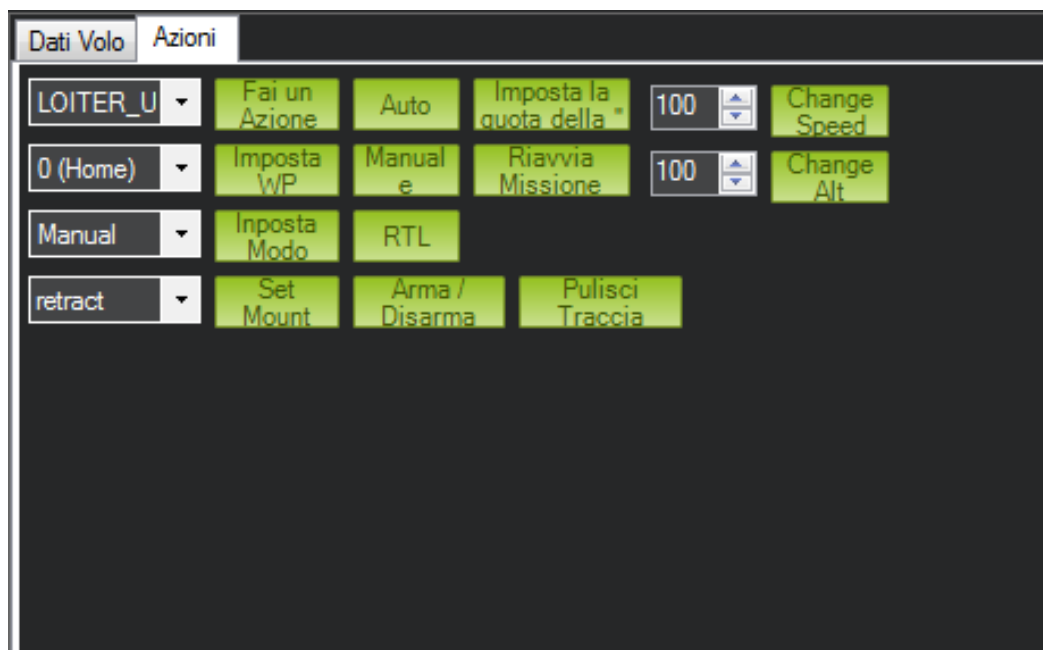 Dati Volo Azioni
LOITER_U Fai un Azione Auto Imposta la quota della " 100 Change Speed
0 (Home) Imposta WP Manual e Riavvia Missione 100 Change Alt
Manual Inposta Modo RTL
retract Set Mount Arma / Disarma Pulisci Traccia